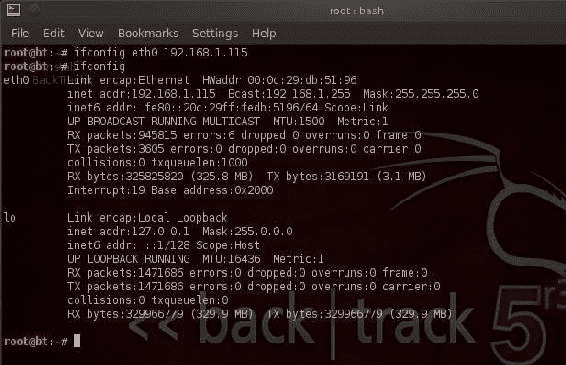 root : bash
File Edit View Bookmarks Settings Help
root@bt:~# ifconfig eth0 192.168.1.115
root@bt:~# ifconfig
eth0 Link encap:Ethernet HWaddr 00:0c:29:db:51:96
inet addr:192.168.1.115 Bcast:192.168.1.255 Mask:255.255.255.0
inet6 addr: fe80::20c:29ff:fedb:5196/64 Scope:Link
UP BROADCAST RUNNING MULTICAST MTU:1500 Metric:1
RX packets:945815 errors:6 dropped:0 overruns:0 frame:0
TX packets:3605 errors:0 dropped:0 overruns:0 carrier:0
collisions:0 txqueuelen:1000
RX bytes:325825820 (325.8 MB) TX bytes:3169191 (3.1 MB)
Interrupt:19 Base address:0x2000
lo Link encap:Local Loopback
inet addr:127.0.0.1 Mask:255.0.0.0
inet6 addr: ::1/128 Scope:Host
UP LOOPBACK RUNNING MTU:16436 Metric:1
RX packets:1471686 errors:0 dropped:0 overruns:0 frame:0
TX packets:1471686 errors:0 dropped:0 overruns:0 carrier:0
collisions:0 txqueuelen:0
RX bytes:329966779 (329.9 MB) TX bytes:329966779 (329.9 MB)
<< back | track 5 r3
root@bt:~#